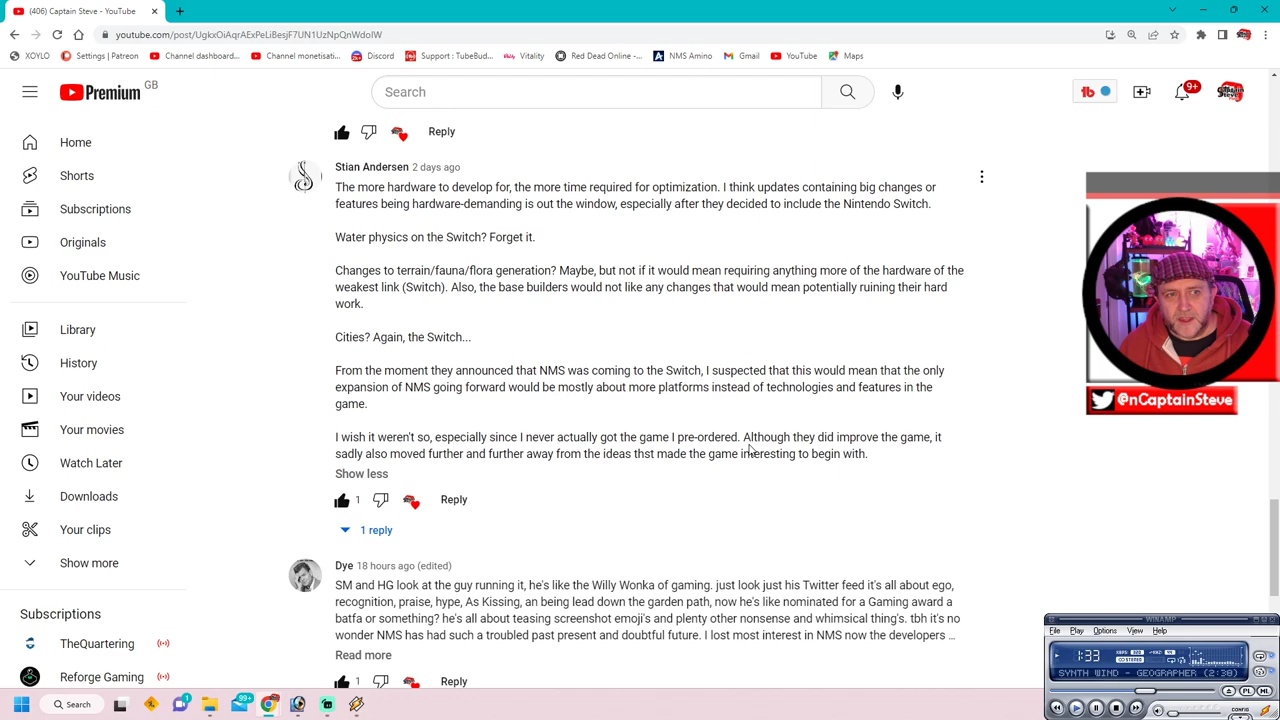 (406) Captain Steve - YouTube
youtube.com/post/UgkxOiAqrAExPeLiBesjF7UN1UzNpQnWdoIW
XOYLO
Settings | Patreon
Channel dashboard...
Channel monetisati...
Discord
Support : TubeBud...
Vitality
Red Dead Online -...
NMS Amino
Gmail
YouTube
Maps
Premium GB
Search
9+
Home
Shorts
Subscriptions
Originals
YouTube Music
Library
History
Your videos
Your movies
Watch Later
Downloads
Your clips
Show more
Subscriptions
TheQuartering
Reforge Gaming
Reply
Stian Andersen 2 days ago
The more hardware to develop for, the more time required for optimization. I think updates containing big changes or
features being hardware-demanding is out the window, especially after they decided to include the Nintendo Switch.
Water physics on the Switch? Forget it.
Changes to terrain/fauna/flora generation? Maybe, but not if it would mean requiring anything more of the hardware of the
weakest link (Switch). Also, the base builders would not like any changes that would mean potentially ruining their hard
work.
Cities? Again, the Switch...
From the moment they announced that NMS was coming to the Switch, I suspected that this would mean that the only
expansion of NMS going forward would be mostly about more platforms instead of technologies and features in the
game.
I wish it weren't so, especially since I never actually got the game I pre-ordered. Although they did improve the game, it
sadly also moved further and further away from the ideas thst made the game interesting to begin with.
Show less
1 Reply
1 reply
Dye 18 hours ago (edited)
SM and HG look at the guy running it, he's like the Willy Wonka of gaming. just look just his Twitter feed it's all about ego,
recognition, praise, hype, As Kissing, an being lead down the garden path, now he's like nominated for a Gaming award a
batfa or something? he's all about teasing screenshot emoji's and plenty other nonsense and whimsical thing's. tbh it's no
wonder NMS has had such a troubled past present and doubtful future. I lost most interest in NMS now the developers ...
Read more
Reply
@nCaptainSteve
WINAMP
File Play Options View Help
1:33
SYNTH WIND - GEOGRAPHER (2:38)
PL ML
CONFIG
Search
1
99+